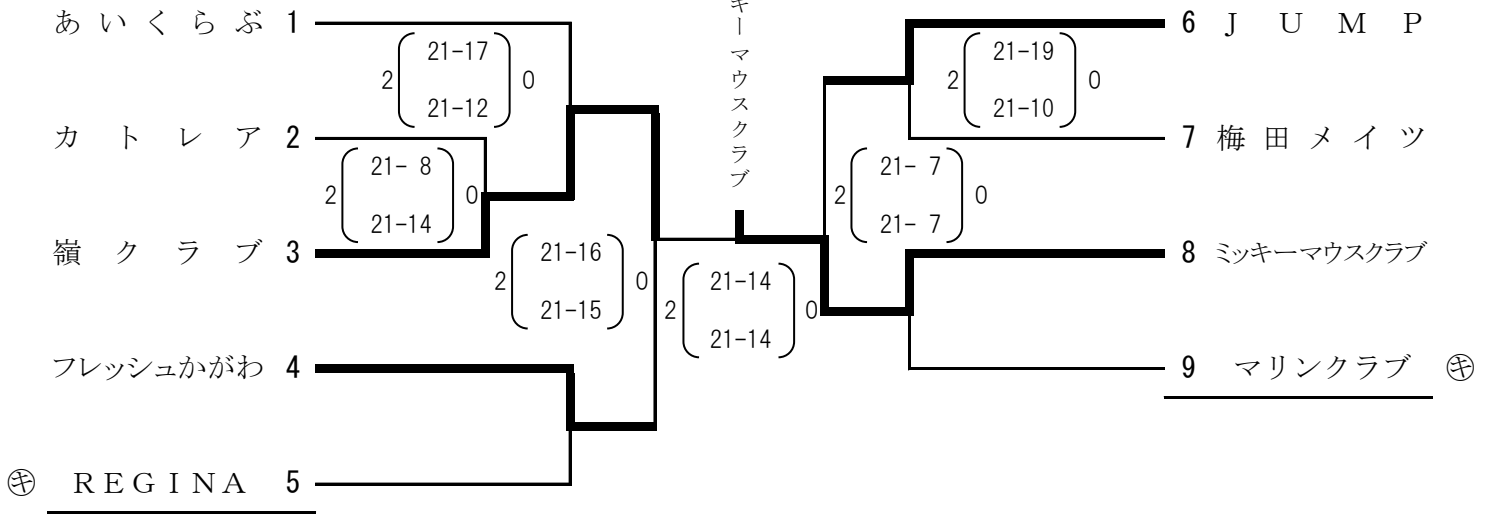 あいくらぶ 1
21-17
2 0
21-12
カトレア 2
21- 8
2 0
21-14
嶺クラブ 3
21-16
2 0
21-15
フレッシュかがわ 4
㋖ REGINA 5
キーマウスクラブ
21-14
2 0
21-14
6 JUMP
21-19
2 0
21-10
7 梅田メイツ
21- 7
2 0
21- 7
8 ミッキーマウスクラブ
9 マリンクラブ ㋖